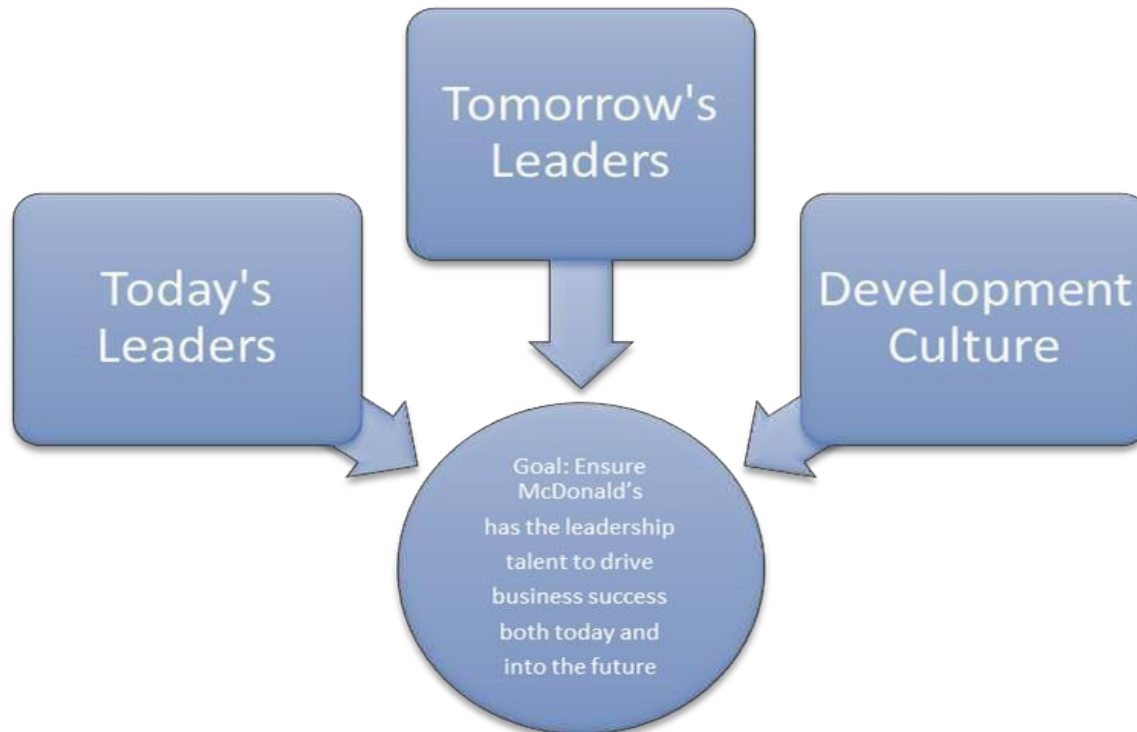 Tomorrow's
Leaders
Today's
Leaders
Development
Culture
Goal: Ensure
McDonald’s
has the leadership
talent to drive
business success
both today and
into the future